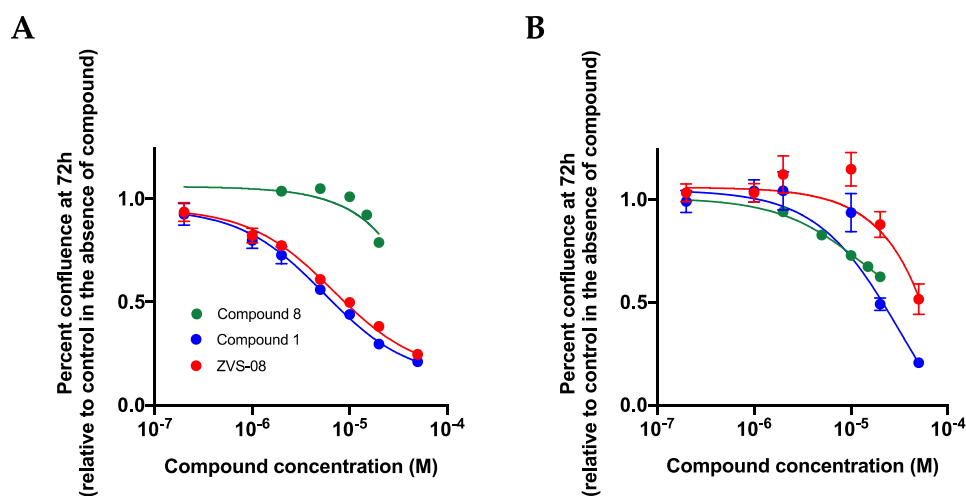 A
Percent confluence at 72h
(relative to control in the absence of compound)
1.0
0.5
0.0
Compound 8
Compound 1
ZVS-08
10-7
10-6
10-5
10-4
Compound concentration (M)
B
Percent confluence at 72h
(relative to control in the absence of compound)
1.0
0.5
0.0
10-7
10-6
10-5
10-4
Compound concentration (M)